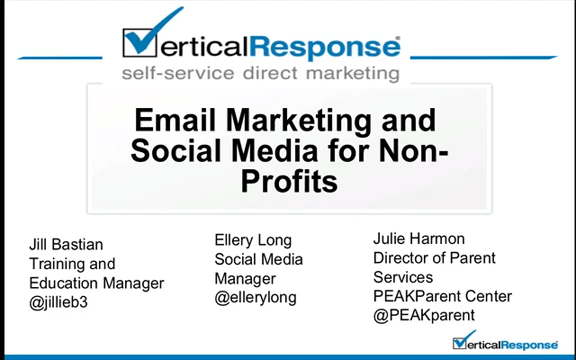 VerticalResponse®
self-service direct marketing
Email Marketing and
Social Media for Non-
Profits
Jill Bastian
Training and
Education Manager
@jillieb3
Ellery Long
Social Media
Manager
@ellerylong
Julie Harmon
Director of Parent
Services
PEAKParent Center
@PEAKparent
VerticalResponse